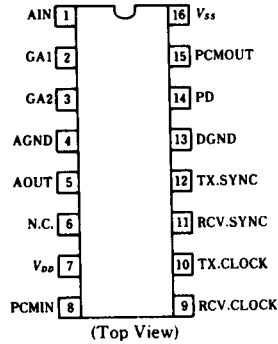 AIN 1 16 Vss
GA1 2 15 PCMOUT
GA2 3 14 PD
AGND 4 13 DGND
AOUT 5 12 TX.SYNC
N.C. 6 11 RCV.SYNC
VDD 7 10 TX.CLOCK
PCMIN 8 9 RCV.CLOCK
(Top View)